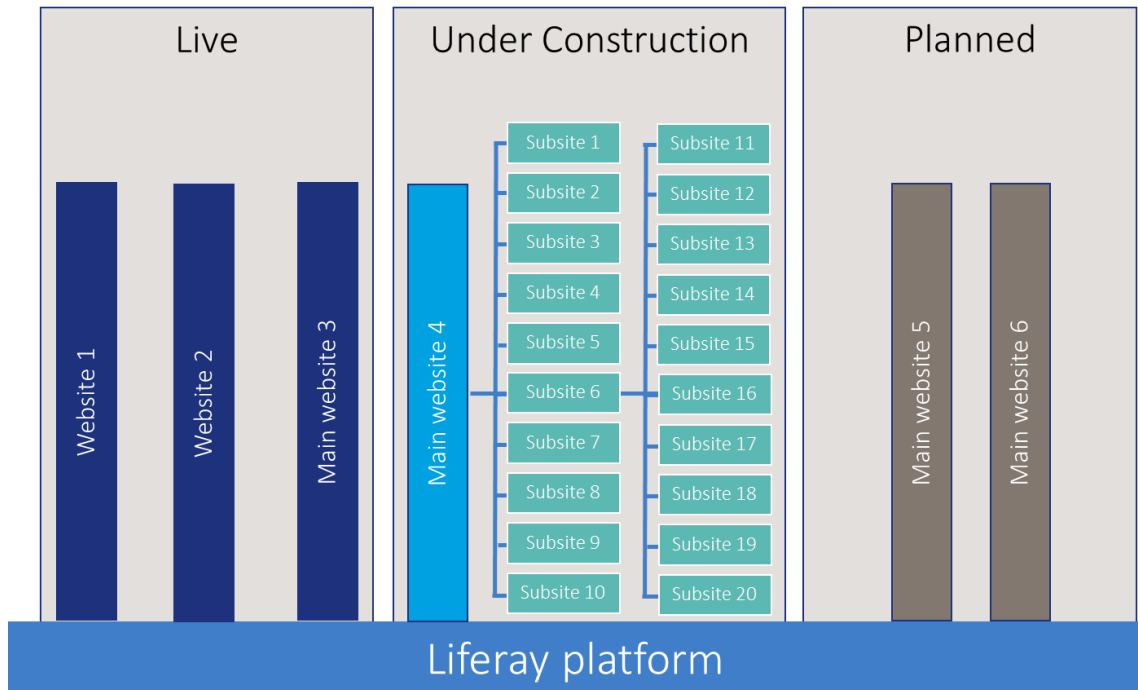 Live
Under Construction
Planned
Website 1
Website 2
Main website 3
Main website 4
Subsite 1
Subsite 2
Subsite 3
Subsite 4
Subsite 5
Subsite 6
Subsite 7
Subsite 8
Subsite 9
Subsite 10
Subsite 11
Subsite 12
Subsite 13
Subsite 14
Subsite 15
Subsite 16
Subsite 17
Subsite 18
Subsite 19
Subsite 20
Main website 5
Main website 6
Liferay platform